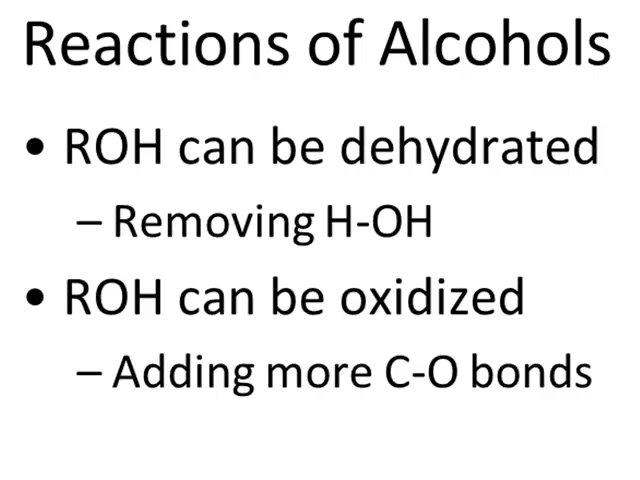 Reactions of Alcohols
• ROH can be dehydrated
– Removing H-OH
• ROH can be oxidized
– Adding more C-O bonds